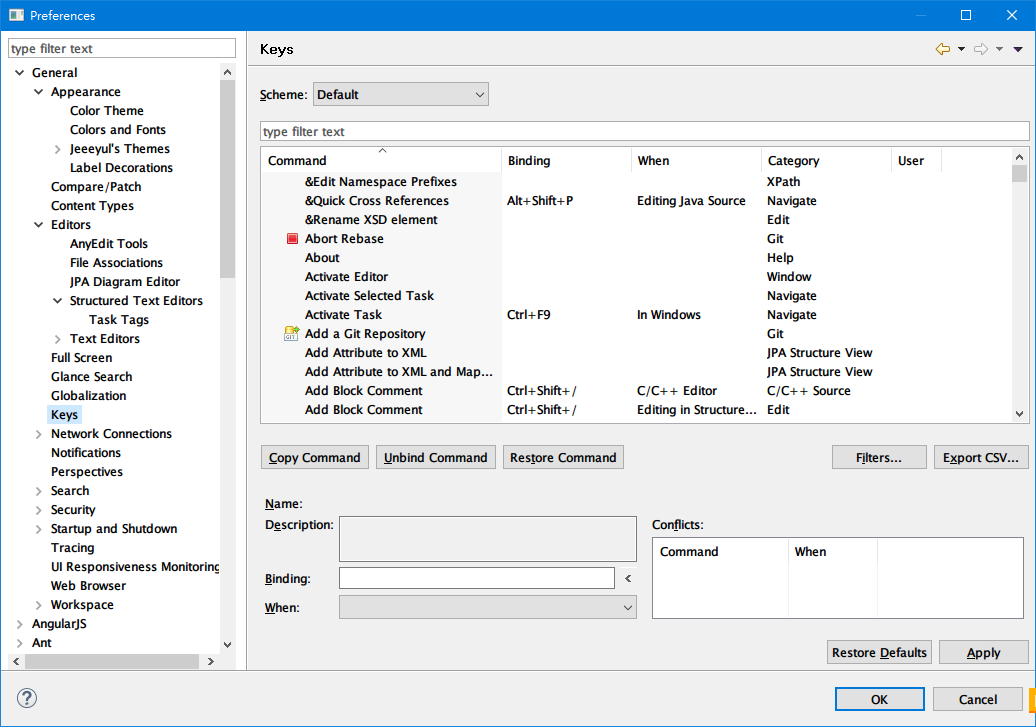 Preferences
type filter text
General
Appearance
Color Theme
Colors and Fonts
Jeeeyul's Themes
Label Decorations
Compare/Patch
Content Types
Editors
AnyEdit Tools
File Associations
JPA Diagram Editor
Structured Text Editors
Task Tags
Text Editors
Full Screen
Glance Search
Globalization
Keys
Network Connections
Notifications
Perspectives
Search
Security
Startup and Shutdown
Tracing
UI Responsiveness Monitoring
Web Browser
Workspace
AngularJS
Ant
Keys
Scheme: Default
type filter text
Command Binding When Category User
&Edit Namespace Prefixes XPath
&Quick Cross References Alt+Shift+P Editing Java Source Navigate
&Rename XSD element Edit
Abort Rebase Git
About Help
Activate Editor Window
Activate Selected Task Navigate
Activate Task Ctrl+F9 In Windows Navigate
GIT Add a Git Repository Git
Add Attribute to XML JPA Structure View
Add Attribute to XML and Map... JPA Structure View
Add Block Comment Ctrl+Shift+/ C/C++ Editor C/C++ Source
Add Block Comment Ctrl+Shift+/ Editing in Structure... Edit
Copy Command Unbind Command Restore Command Filters... Export CSV...
Name:
Description:
Binding:
When:
Conflicts:
Command When
Restore Defaults Apply
OK Cancel